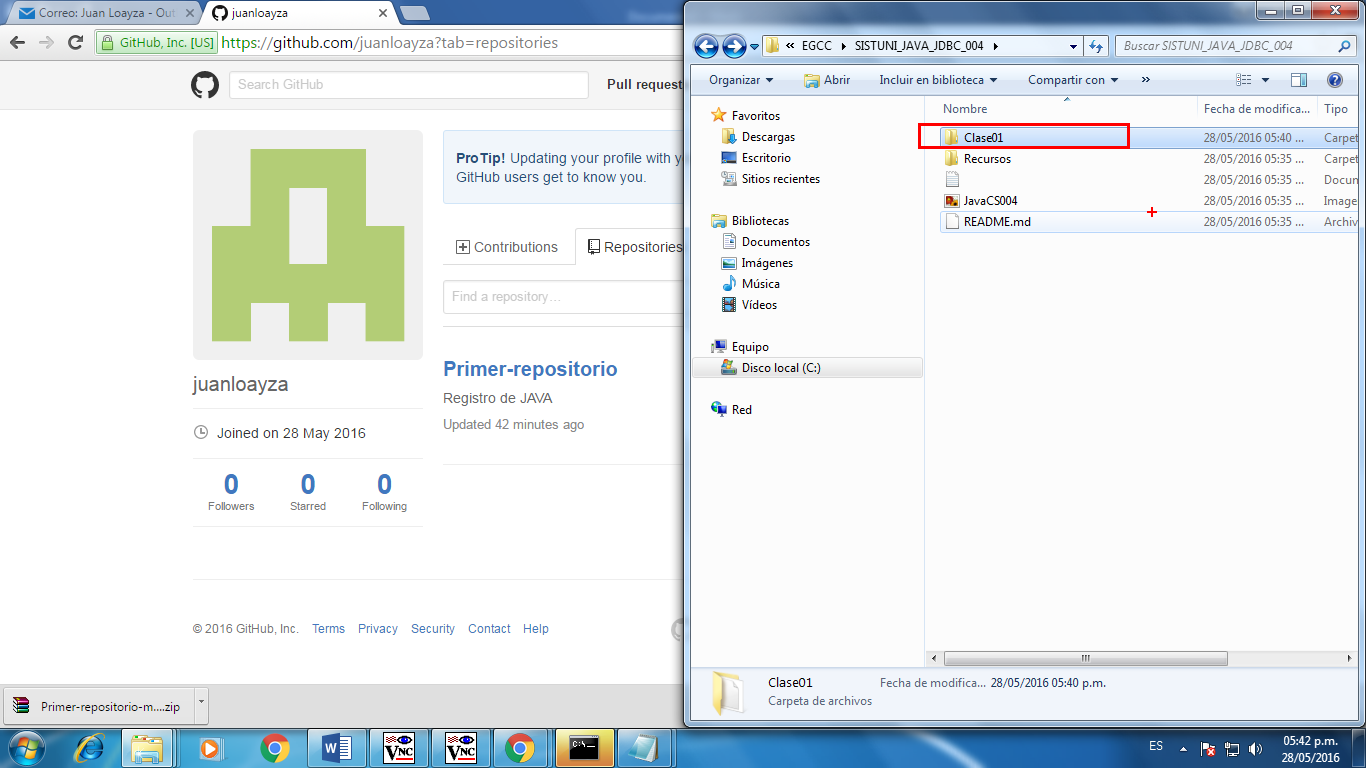 Correo: Juan Loayza - Out
juanloayza
GitHub, Inc. [US]
https://github.com/juanloayza?tab=repositories
Search GitHub
Pull request
ProTip! Updating your profile with yo
GitHub users get to know you.
Contributions
Repositories
Find a repository...
Primer-repositorio
Registro de JAVA
Updated 42 minutes ago
juanloayza
Joined on 28 May 2016
0 0 0
Followers Starred Following
© 2016 GitHub, Inc. Terms Privacy Security Contact Help
Primer-repositorio-m....zip
« EGCC SISTUNI_JAVA_JDBC_004
Buscar SISTUNI_JAVA_JDBC_004
Organizar Abrir Incluir en biblioteca Compartir con »
Favoritos
Descargas
Escritorio
Sitios recientes
Bibliotecas
Documentos
Imágenes
Música
Vídeos
Equipo
Disco local (C:)
Red
Nombre Fecha de modifica... Tipo
Clase01 28/05/2016 05:40 ... Carpet
Recursos 28/05/2016 05:35 ... Carpet
28/05/2016 05:35 ... Docun
JavaCS004 28/05/2016 05:35 ... Image
README.md 28/05/2016 05:35 ... Archiv
Clase01 Fecha de modifica... 28/05/2016 05:40 p.m.
Carpeta de archivos
VNC
VNC
ES
05:42 p.m.
28/05/2016